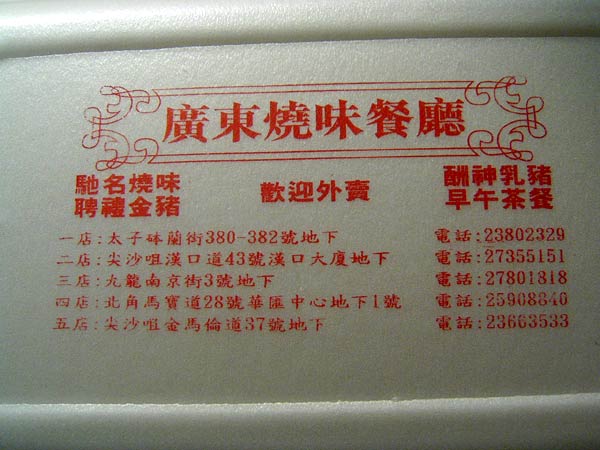 廣東燒味餐廳
馳名燒味
聘禮金豬
歡迎外賣
酬神乳豬
早午茶餐
一店:太子砵蘭街380-382號地下 電話:23802329
二店:尖沙咀漢口道43號漢口大廈地下 電話:27355151
三店:九龍南京街3號地下 電話:27801818
四店:北角馬寶道28號華匯中心地下1號 電話:25908840
五店:尖沙咀金馬倫道37號地下 電話:23663533